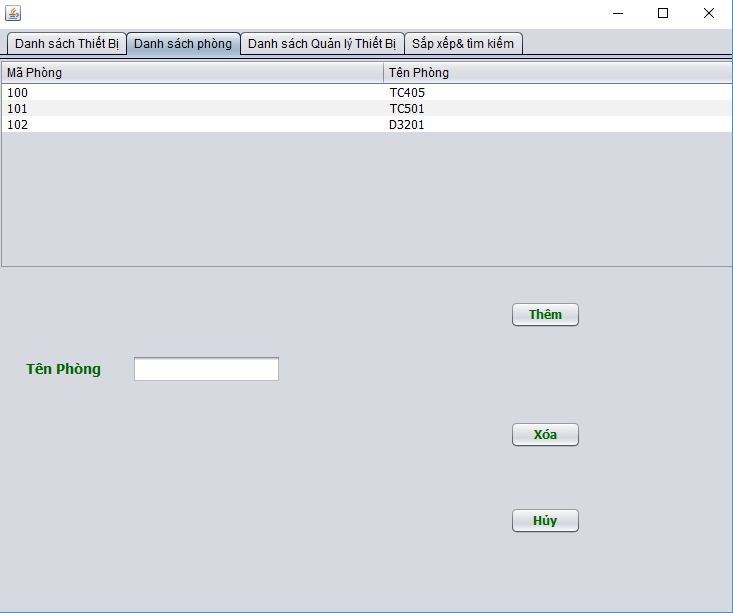 Danh sách Thiết Bị Danh sách phòng Danh sách Quản lý Thiết Bị Sắp xếp& tìm kiếm
Mã Phòng Tên Phòng
100 TC405
101 TC501
102 D3201
Thêm
Tên Phòng
Xóa
Hủy